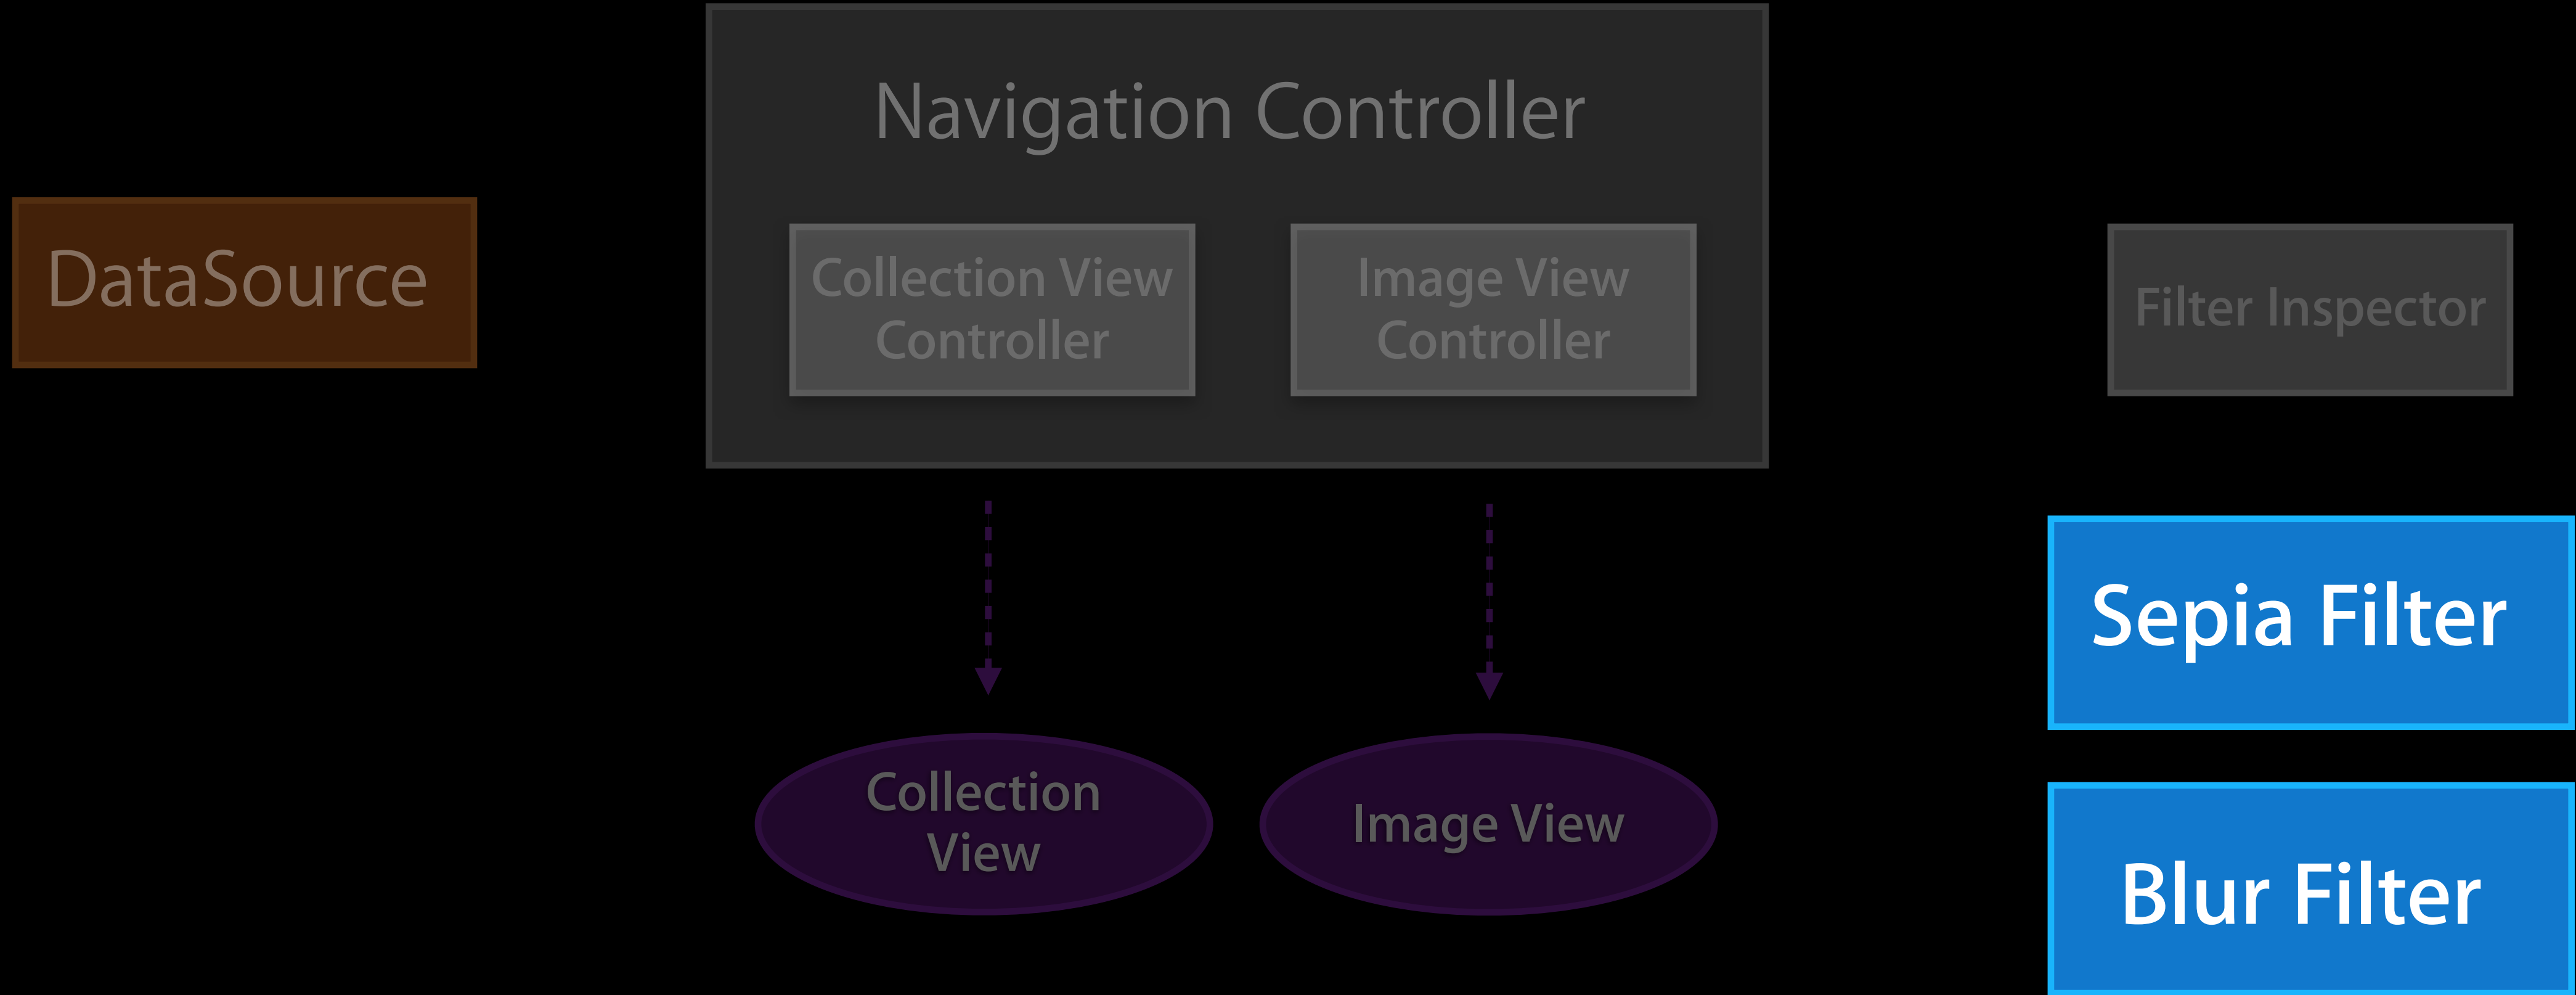 Navigation Controller
DataSource
Collection View
Controller
Image View
Controller
Filter Inspector
Sepia Filter
Collection
View
Image View
Blur Filter